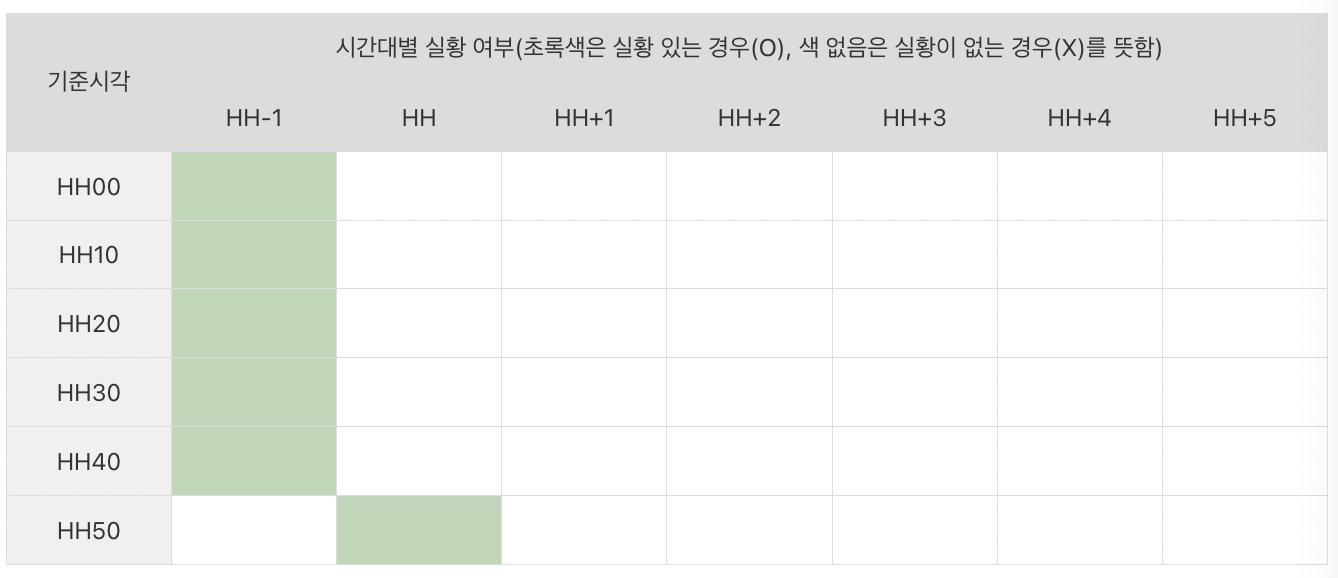 시간대별 실황 여부(초록색은 실황 있는 경우(O), 색 없음은 실황이 없는 경우(X)를 뜻함)
기준시각
HH-1 HH HH+1 HH+2 HH+3 HH+4 HH+5
HH00
HH10
HH20
HH30
HH40
HH50